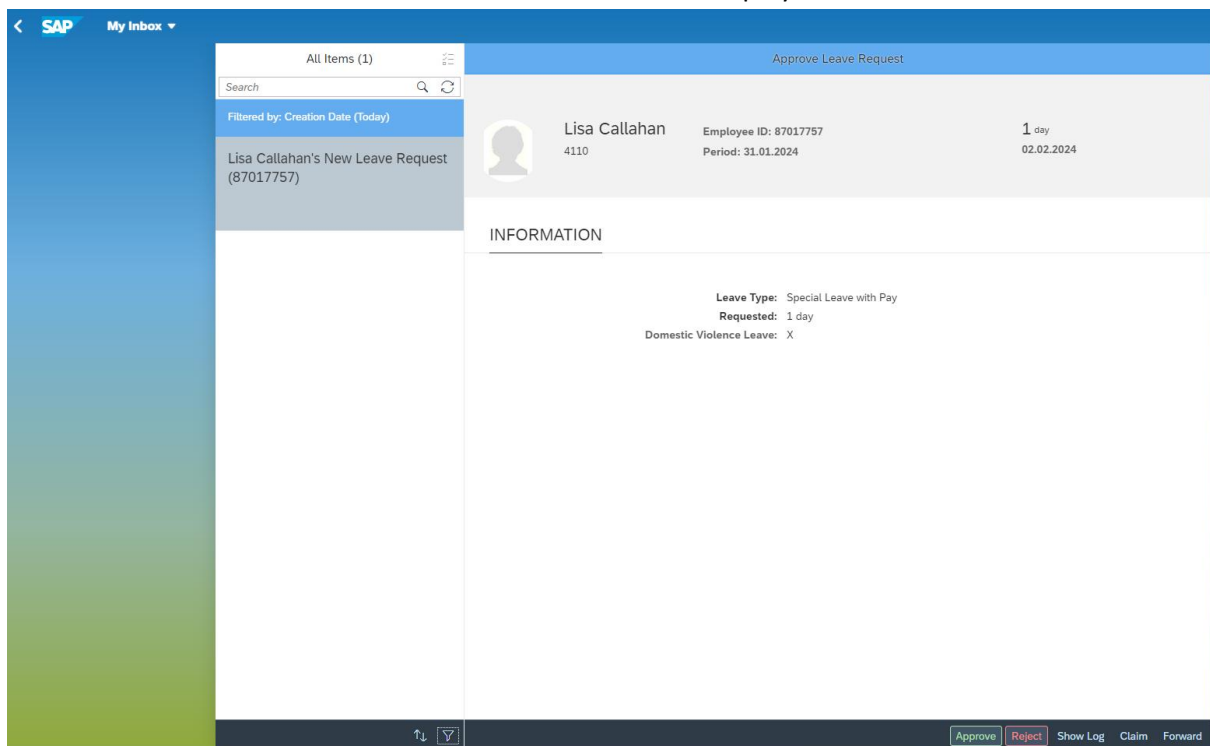 SAP My Inbox
All Items (1)
Search
Filtered by: Creation Date (Today)
Lisa Callahan's New Leave Request
(87017757)
Approve Leave Request
Lisa Callahan
4110
Employee ID: 87017757
Period: 31.01.2024
1 day
02.02.2024
INFORMATION
Leave Type: Special Leave with Pay
Requested: 1 day
Domestic Violence Leave: X
Approve Reject Show Log Claim Forward